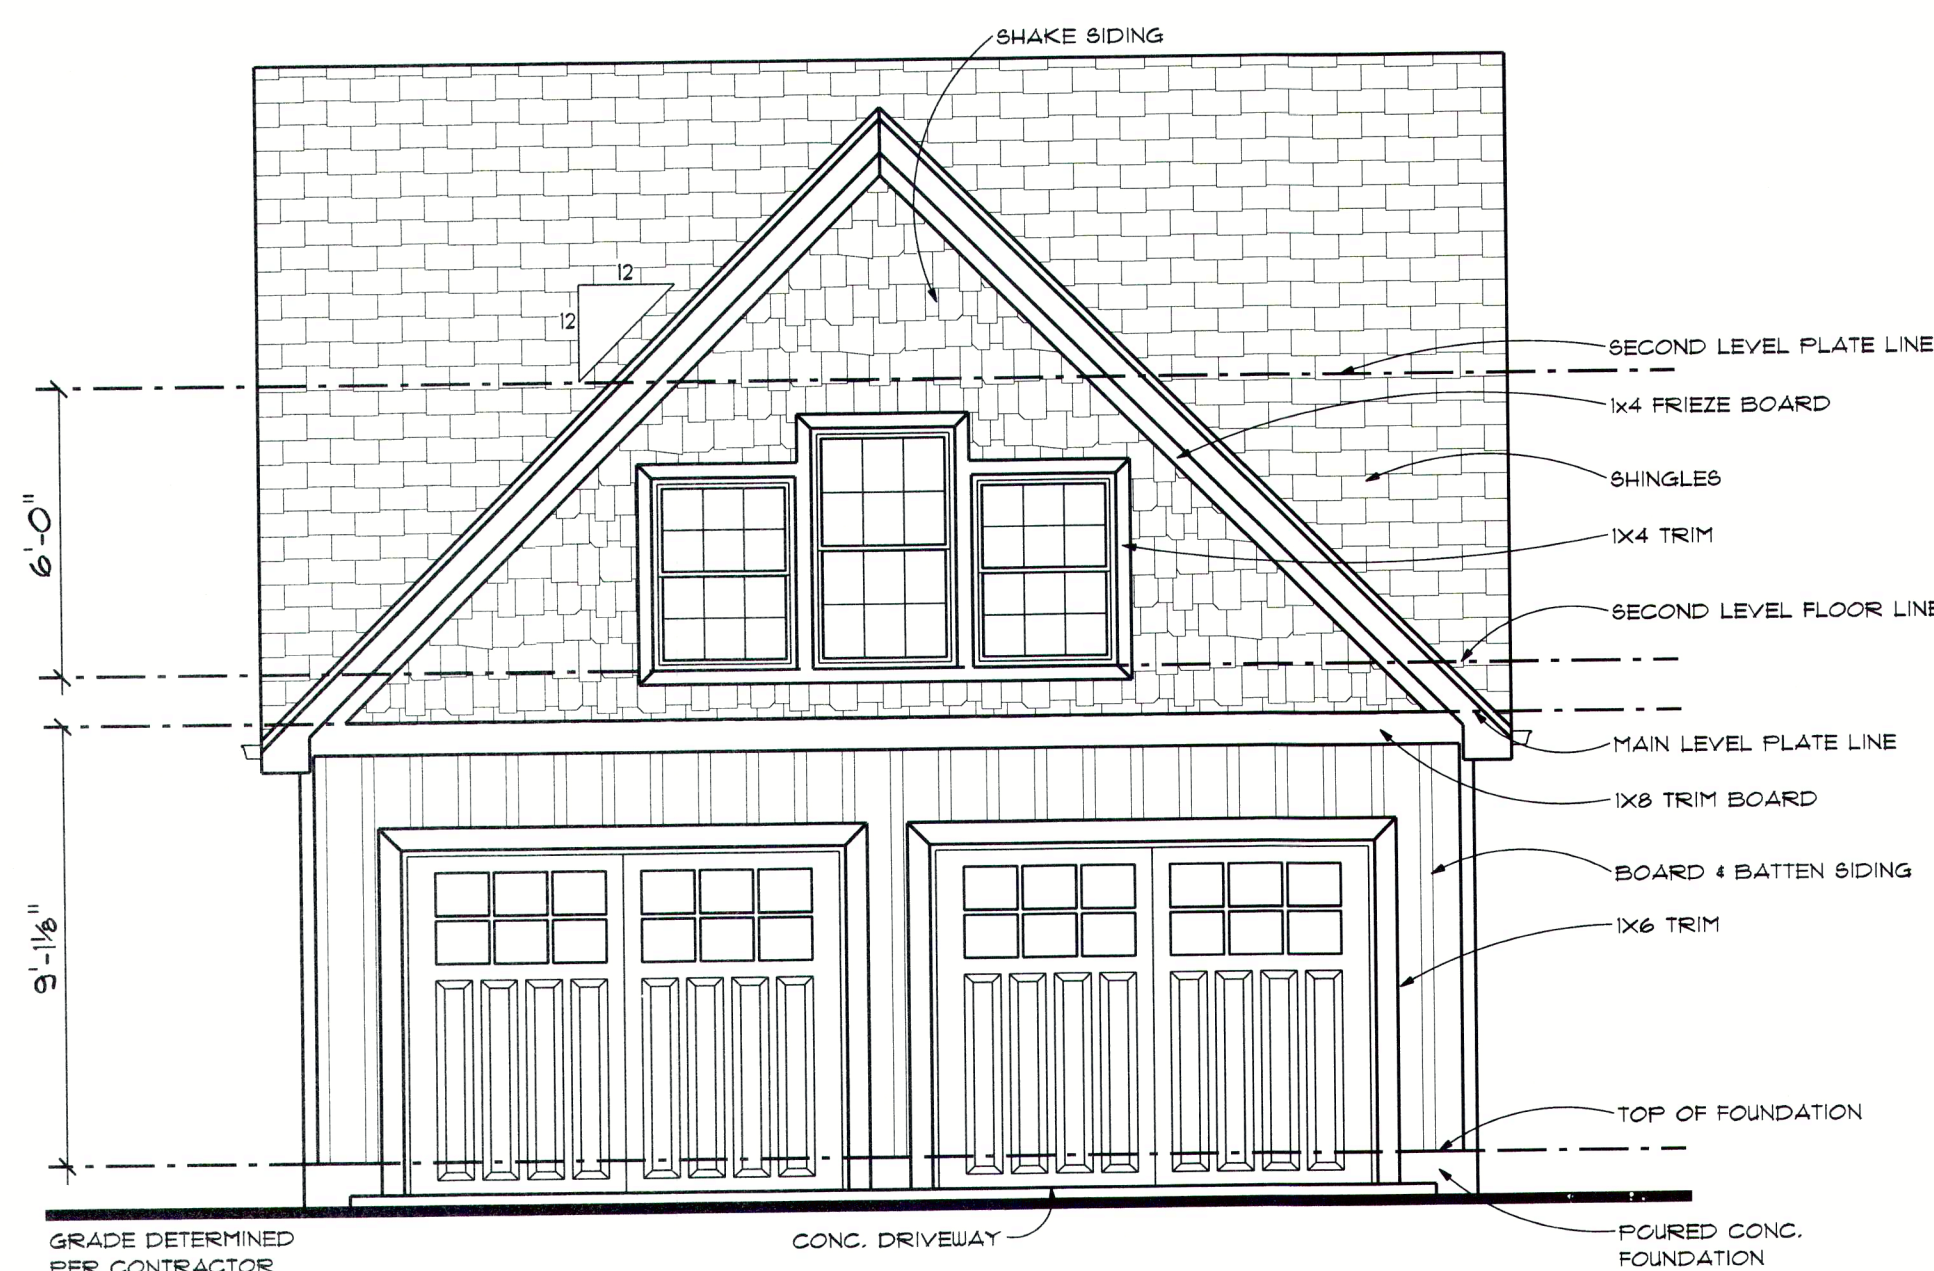 SHAKE SIDING
12
12
SECOND LEVEL PLATE LINE
1x4 FRIEZE BOARD
SHINGLES
6'-0"
1X4 TRIM
SECOND LEVEL FLOOR LINE
MAIN LEVEL PLATE LINE
1X8 TRIM BOARD
BOARD & BATTEN SIDING
9'-1⅛"
1X6 TRIM
TOP OF FOUNDATION
GRADE DETERMINED
PER CONTRACTOR
CONC. DRIVEWAY
POURED CONC.
FOUNDATION